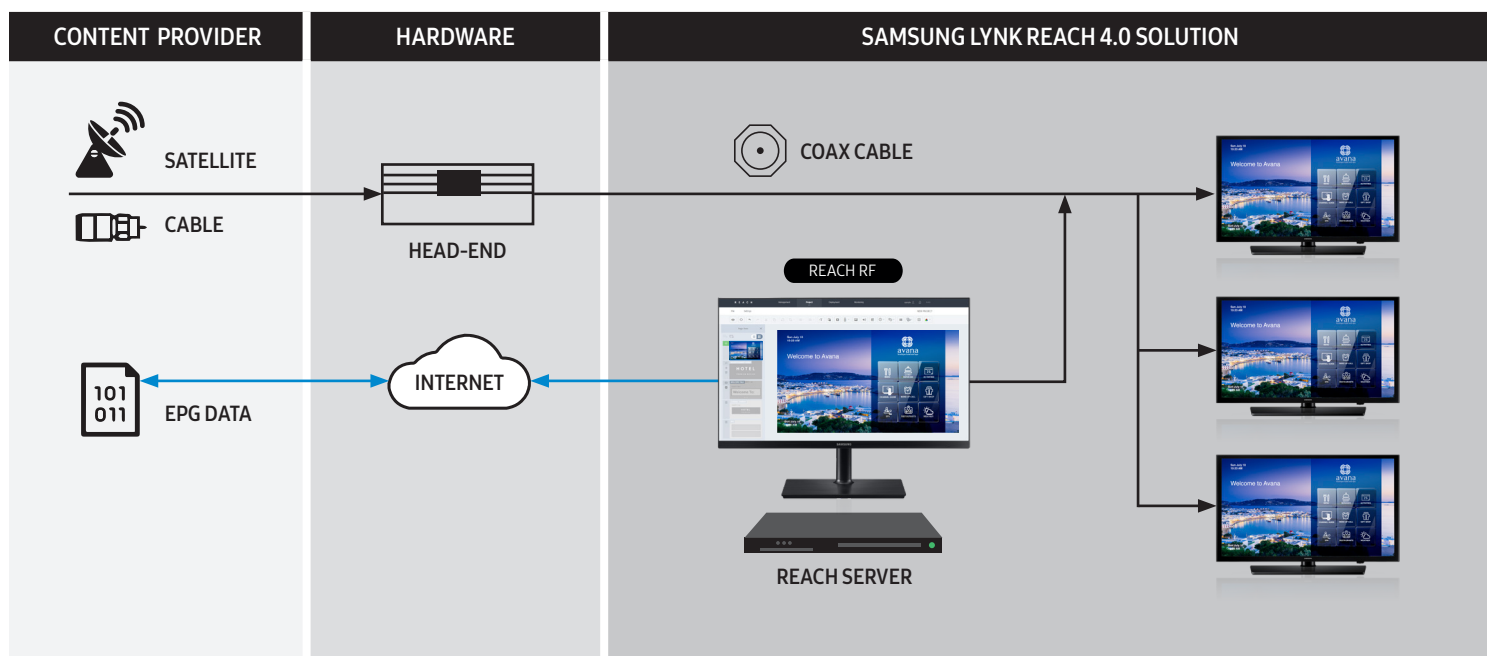 CONTENT PROVIDER
HARDWARE
SAMSUNG LYNK REACH 4.0 SOLUTION
SATELLITE
CABLE
HEAD-END
COAX CABLE
REACH RF
101
011
EPG DATA
INTERNET
REACH SERVER
Welcome to Avana
avana
HOTEL
SAMSUNG
Welcome to Avana
avana
Welcome to Avana
avana
Welcome to Avana
avana